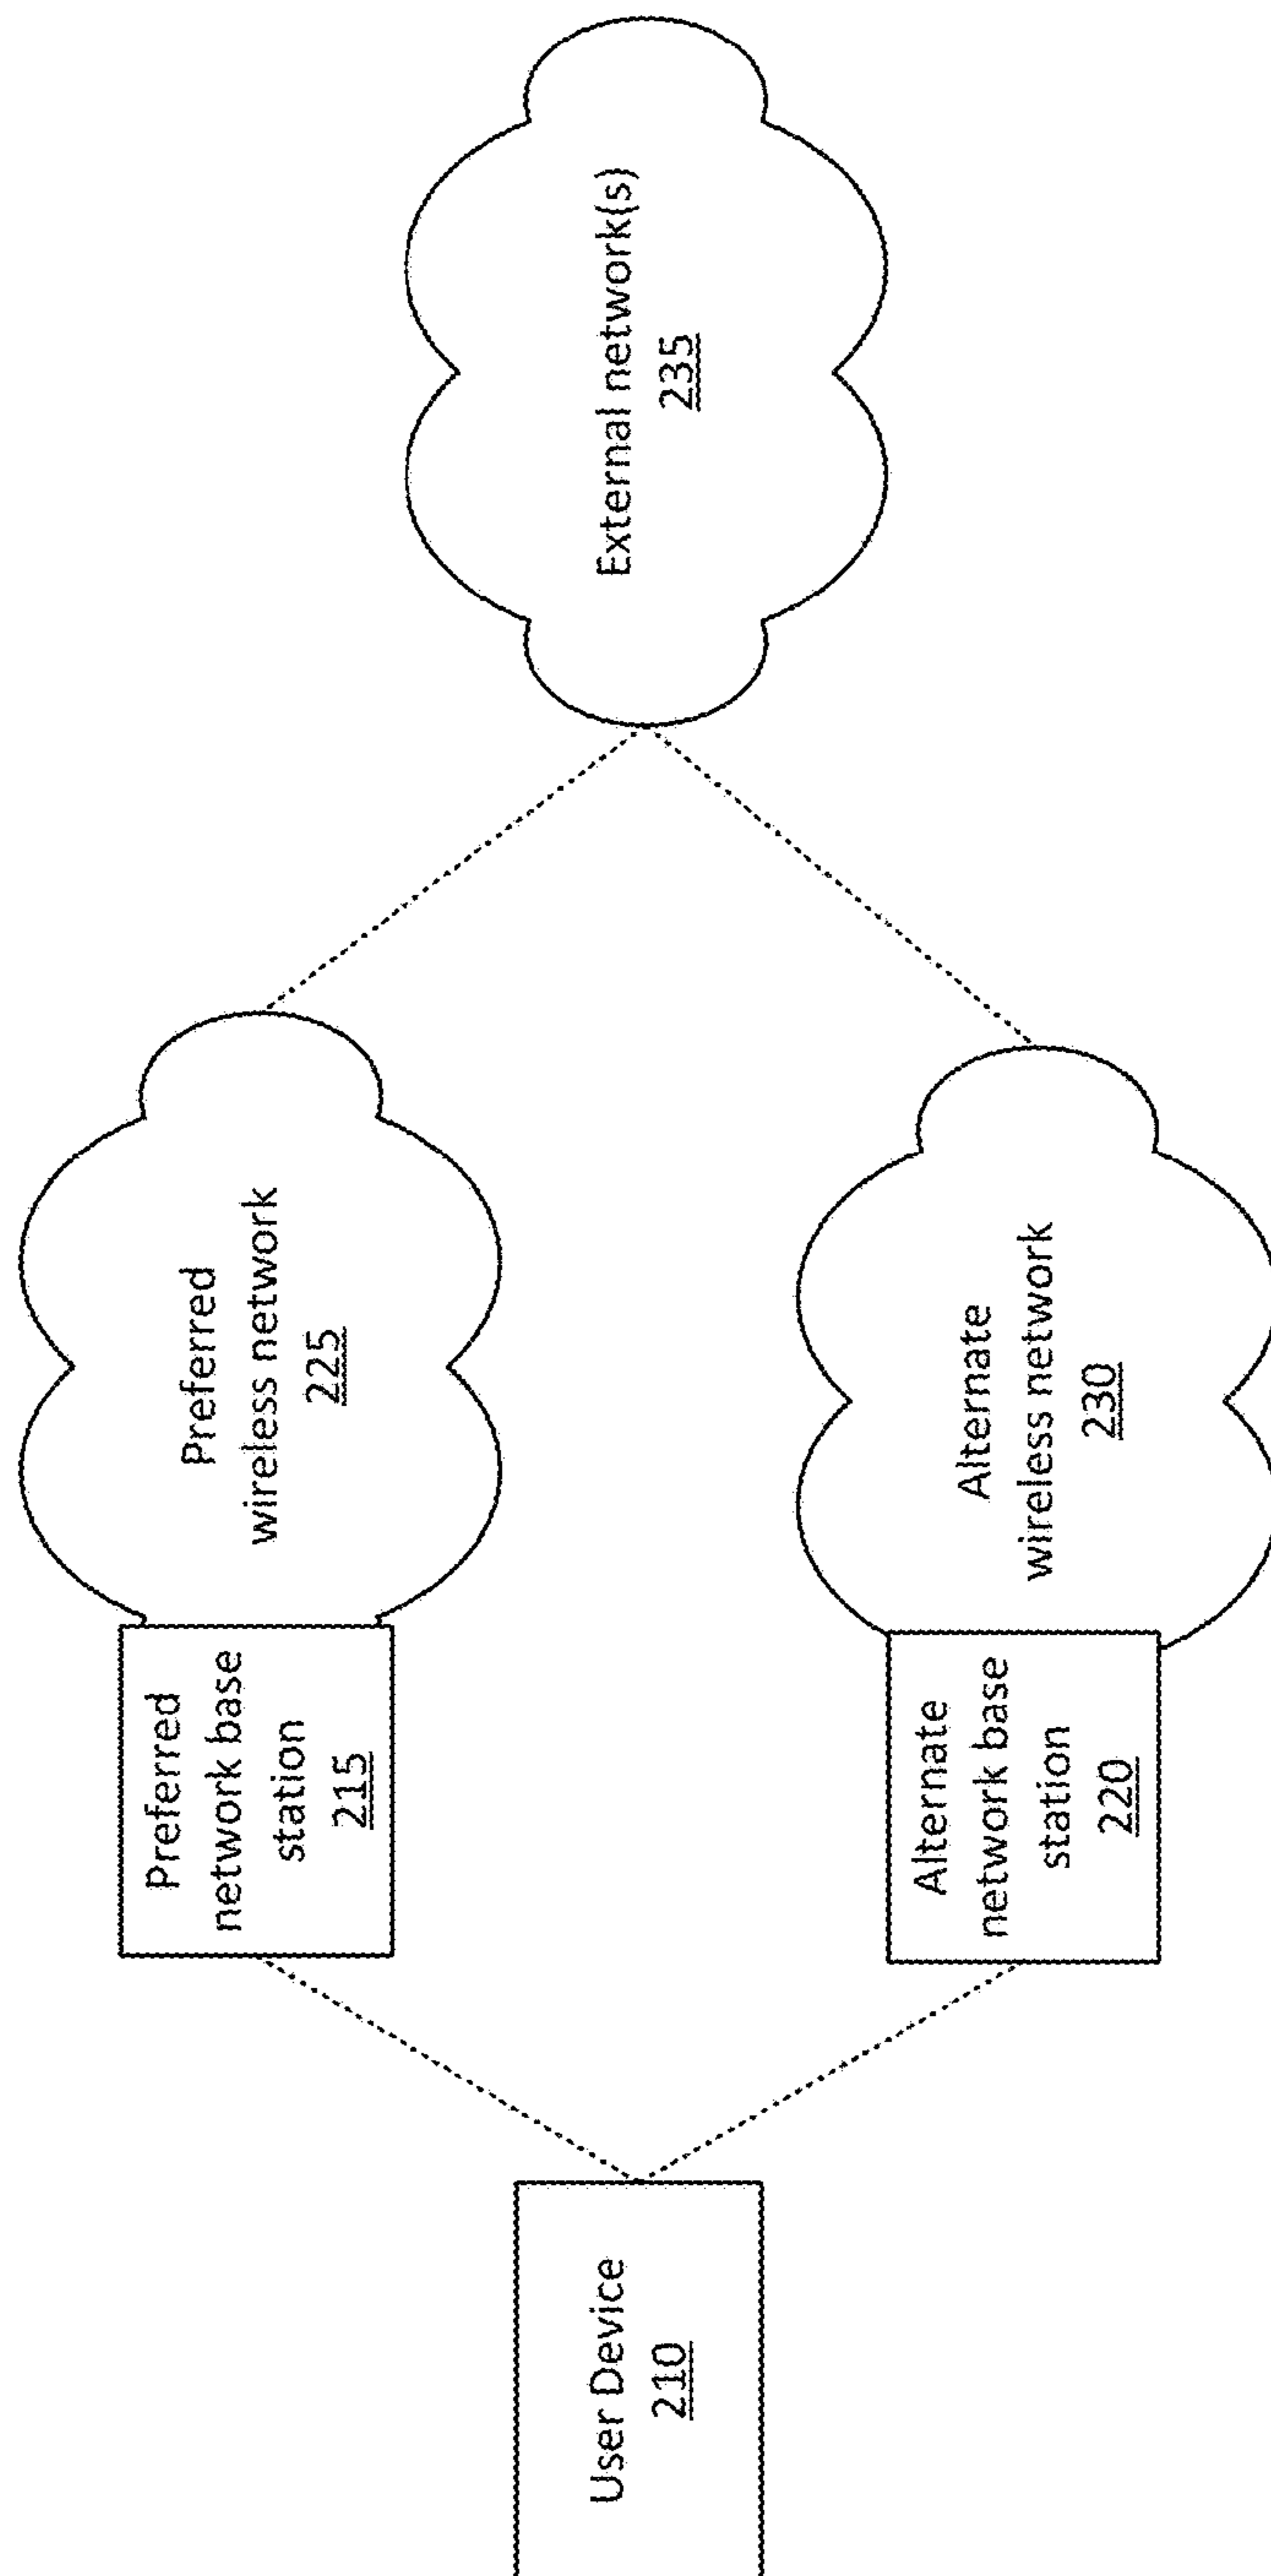 User Device
210
Preferred
network base
station
215
Preferred
wireless network
225
Alternate
network base
station
220
Alternate
wireless network
230
External network(s)
235